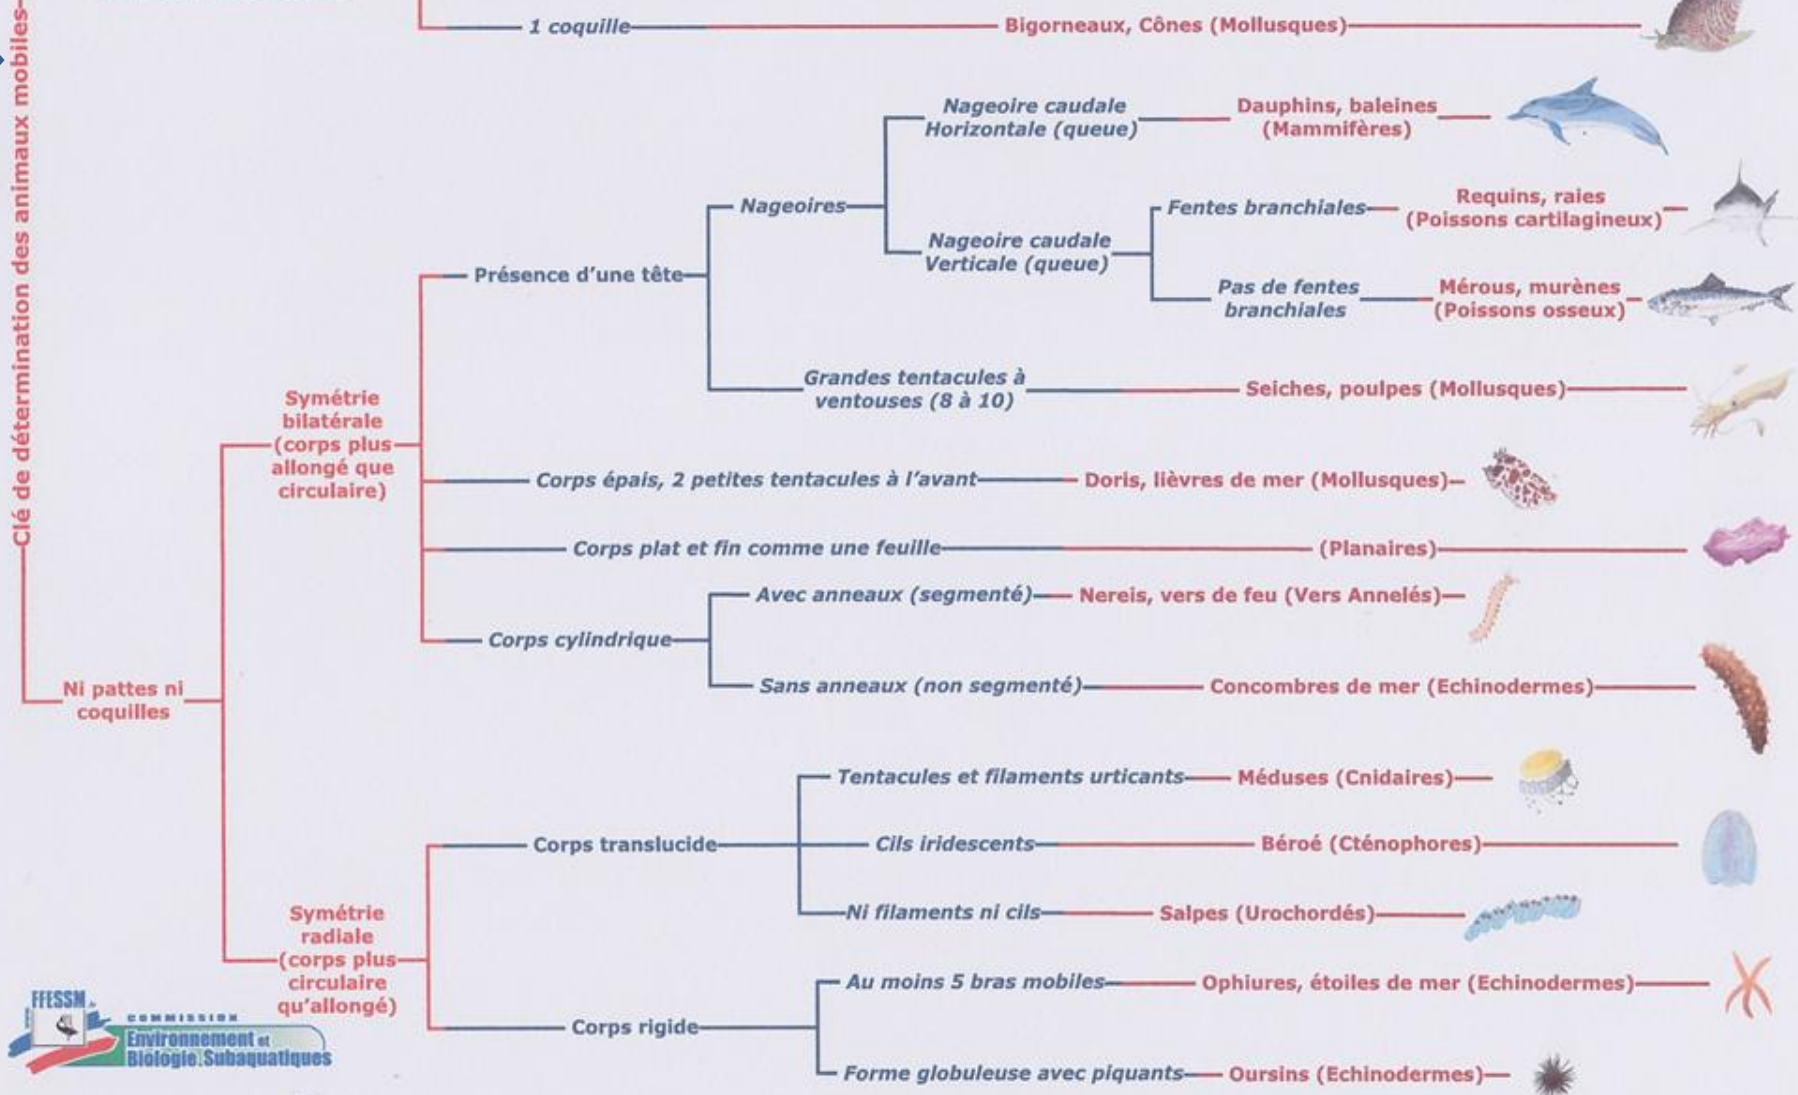 Clé de détermination des animaux mobiles
1 coquille
Bigorneaux, Cônes (Mollusques)
Ni pattes ni
coquilles
Symétrie
bilatérale
(corps plus
allongé que
circulaire)
Présence d’une tête
Nageoires
Nageoire caudale
Horizontale (queue)
Dauphins, baleines
(Mammifères)
Nageoire caudale
Verticale (queue)
Fentes branchiales
Requins, raies
(Poissons cartilagineux)
Pas de fentes
branchiales
Mérous, murènes
(Poissons osseux)
Grandes tentacules à
ventouses (8 à 10)
Seiches, poulpes (Mollusques)
Corps épais, 2 petites tentacules à l’avant
Doris, lièvres de mer (Mollusques)
Corps plat et fin comme une feuille
(Planaires)
Corps cylindrique
Avec anneaux (segmenté)
Nereis, vers de feu (Vers Annelés)
Sans anneaux (non segmenté)
Concombres de mer (Echinodermes)
Symétrie
radiale
(corps plus
circulaire
qu’allongé)
Corps translucide
Tentacules et filaments urticants
Méduses (Cnidaires)
Cils iridescents
Béroé (Cténophores)
Ni filaments ni cils
Salpes (Urochordés)
Corps rigide
Au moins 5 bras mobiles
Ophiures, étoiles de mer (Echinodermes)
Forme globuleuse avec piquants
Oursins (Echinodermes)
FFESSM
COMMISSION
Environnement et
Biologie Subaquatiques